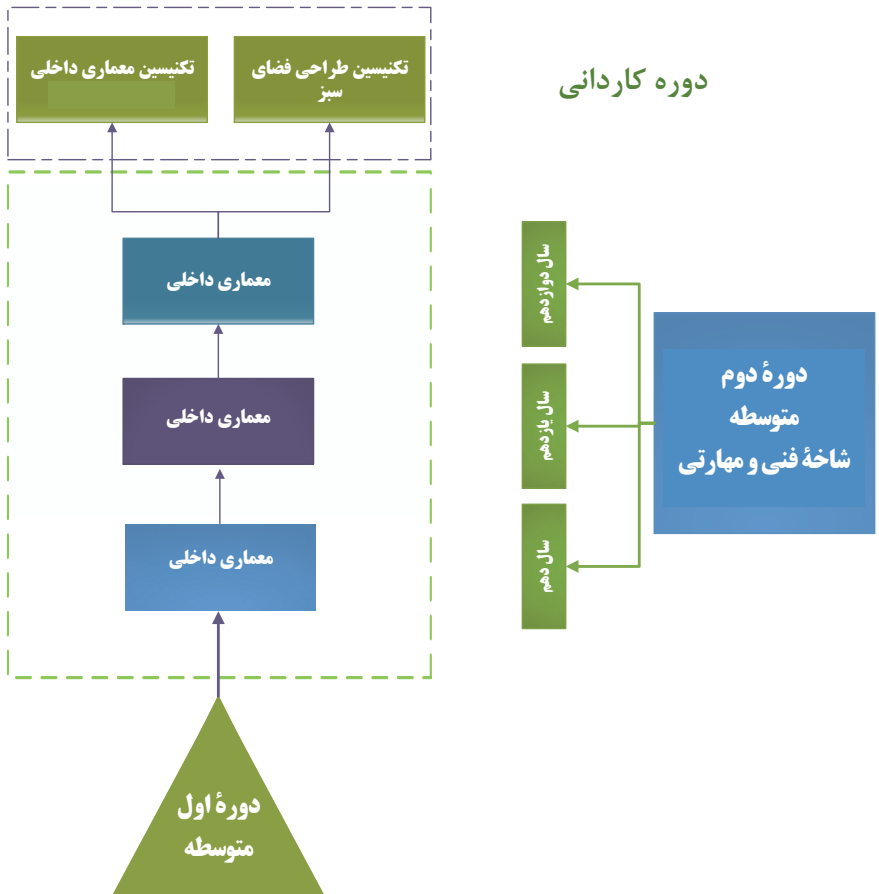 دوره کاردانی
تکنیسین طراحی فضای
سبز
تکنیسین معماری داخلی
سال دوازدهم
معماری داخلی
دورهٔ دوم
متوسطه
شاخهٔ فنی و مهارتی
سال یازدهم
معماری داخلی
سال دهم
معماری داخلی
دورهٔ اول
متوسطه